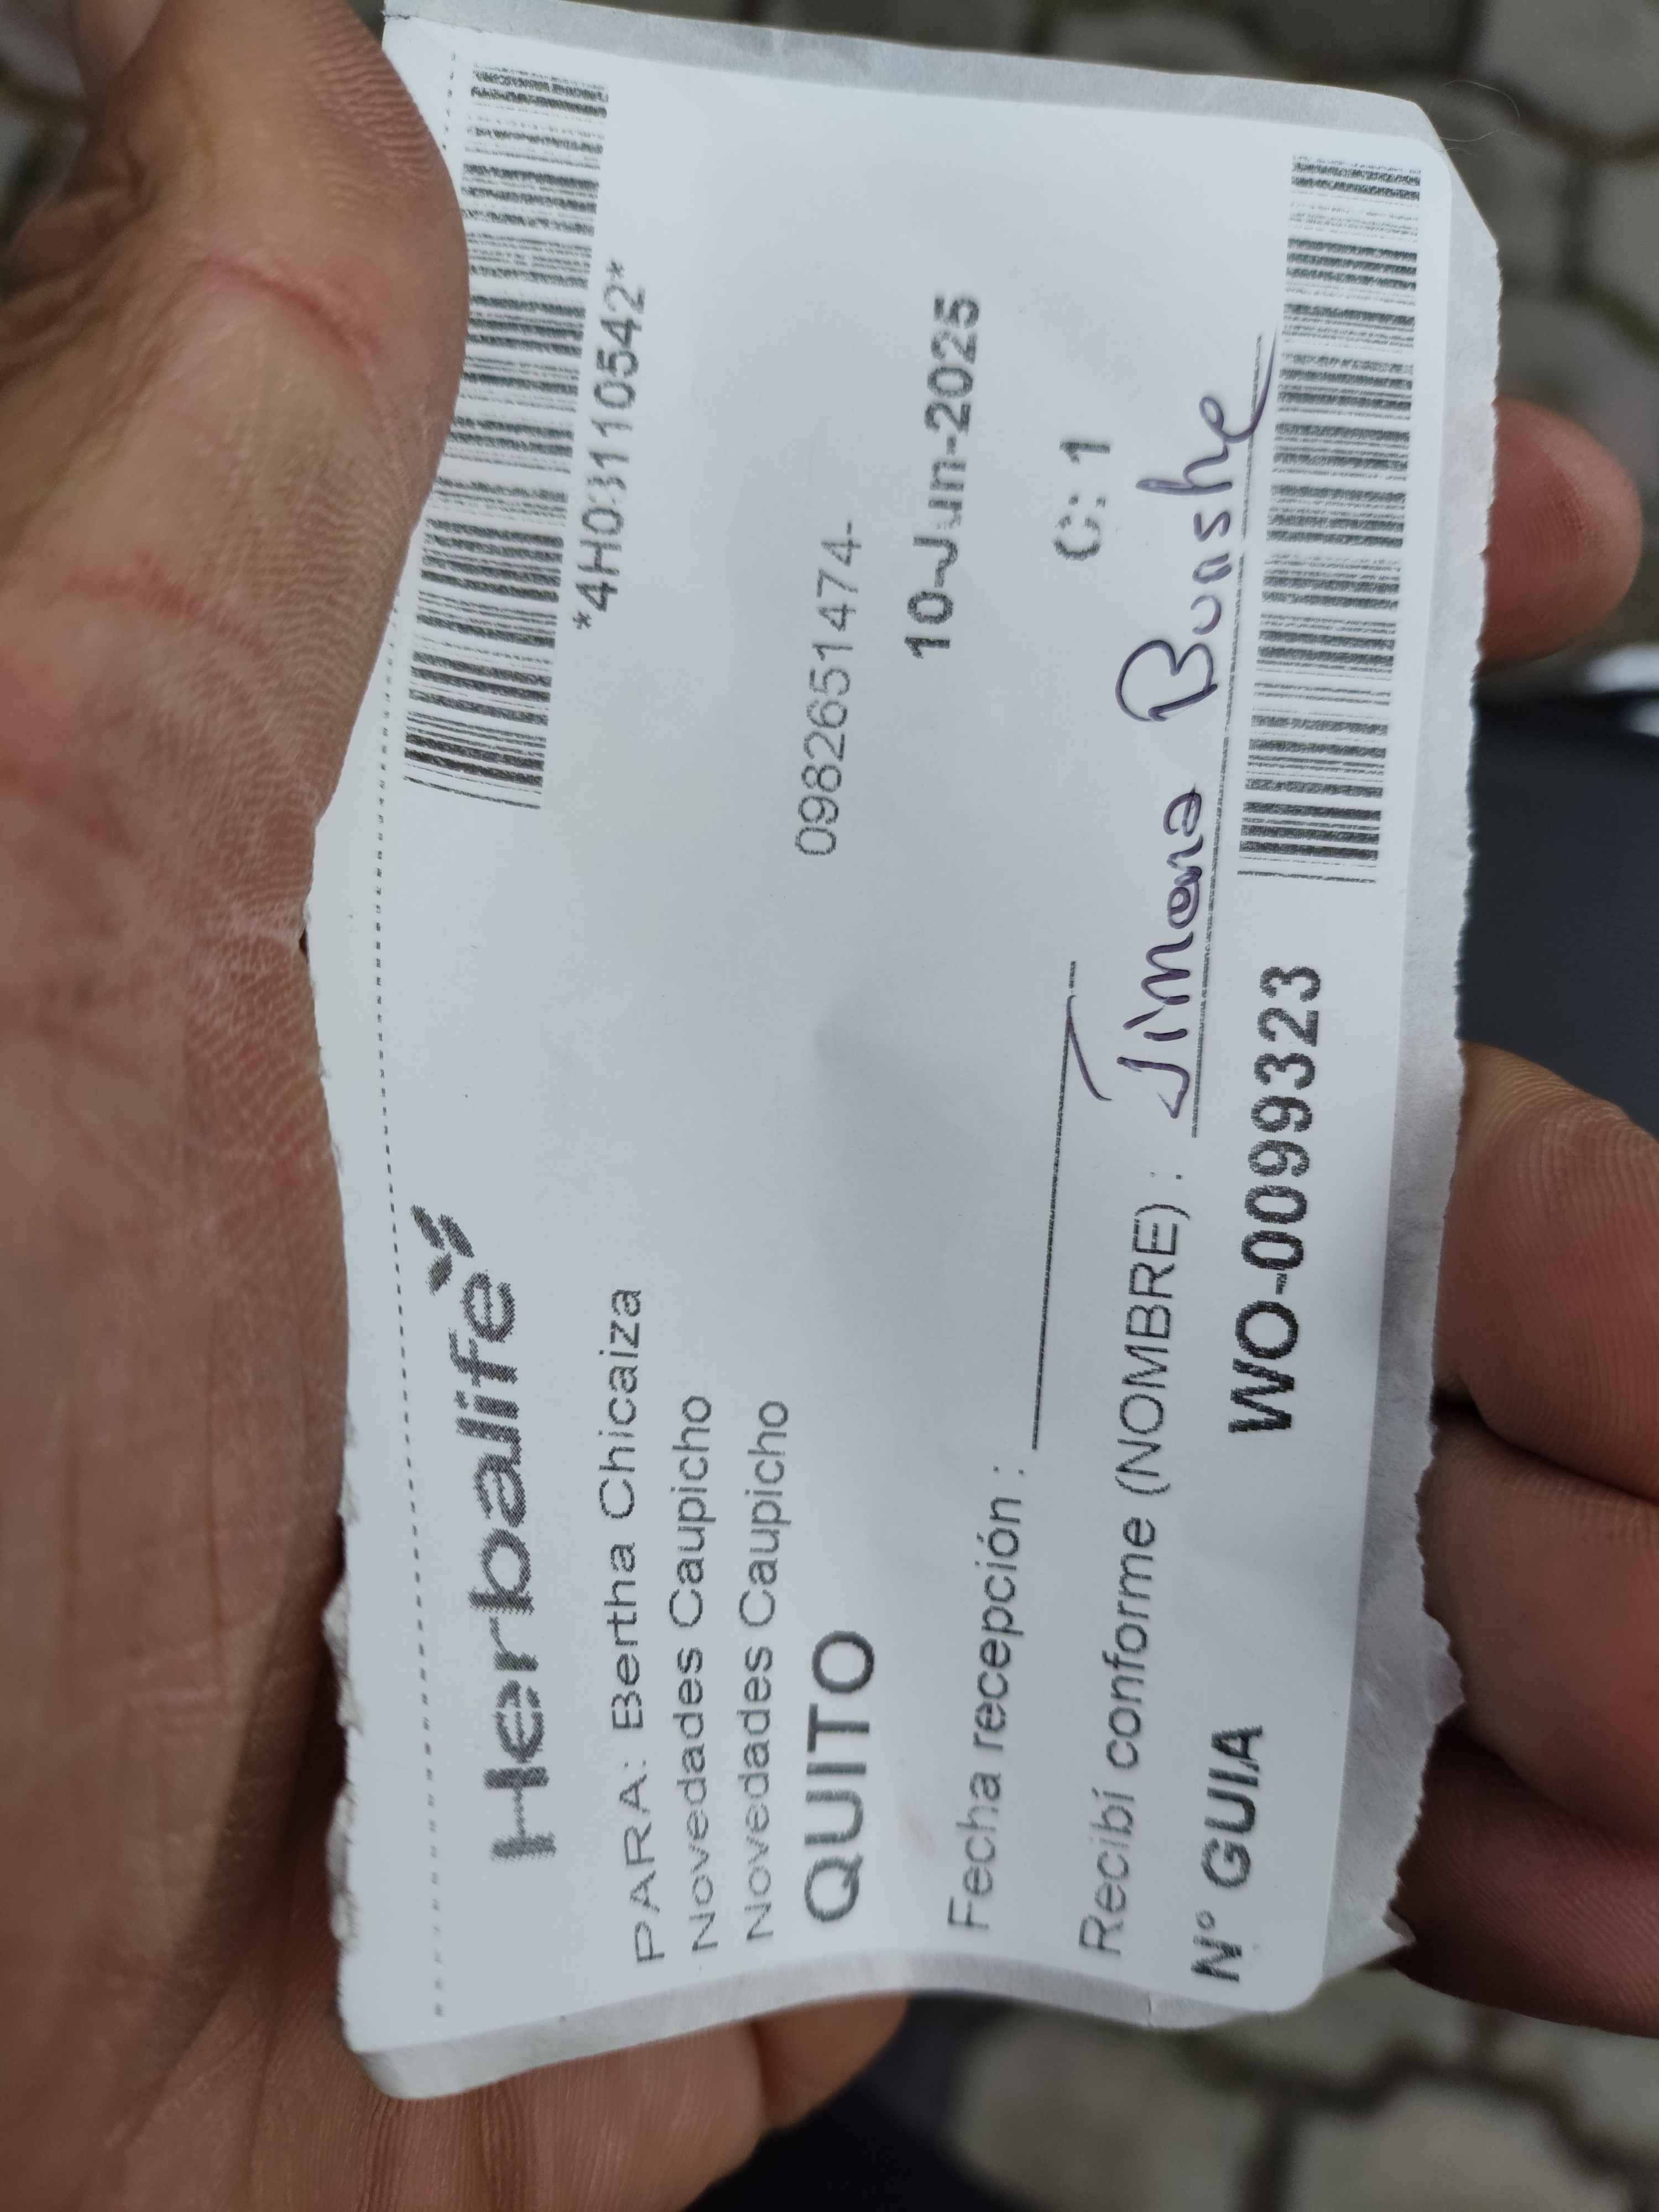 Herbalife
*4H03110542*
PARA: Bertha Chicaiza
Novedades Caupicho
Novedades Caupicho
QUITO 0982651474-
10-Jun-2025
Fecha recepción :
C: 1
Recibí conforme (NOMBRE) : Jimena
N° GUIA WO-0099323